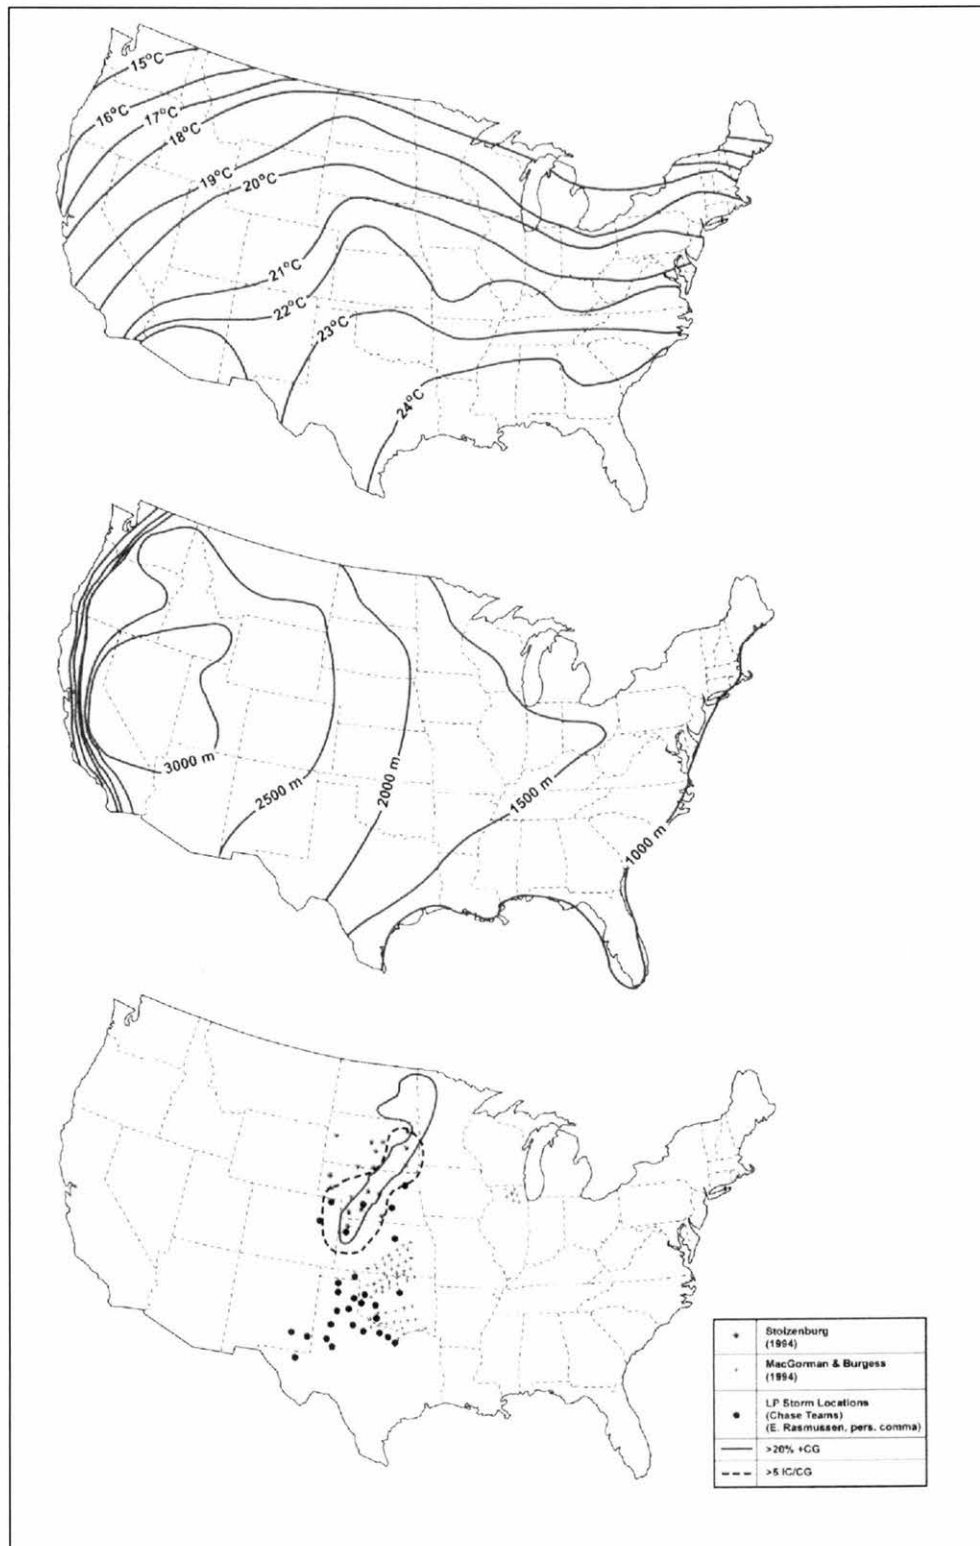 15°C
16°C
17°C
18°C
19°C
20°C
21°C
22°C
23°C
24°C
3000 m
2500 m
2000 m
1500 m
1000 m
Stolzenburg
(1994)
MacGorman & Burgess
(1994)
LP Storm Locations
(Chase Teams)
(E. Rasmussen, pers. comma)
>20% +CG
>5 IC/CG